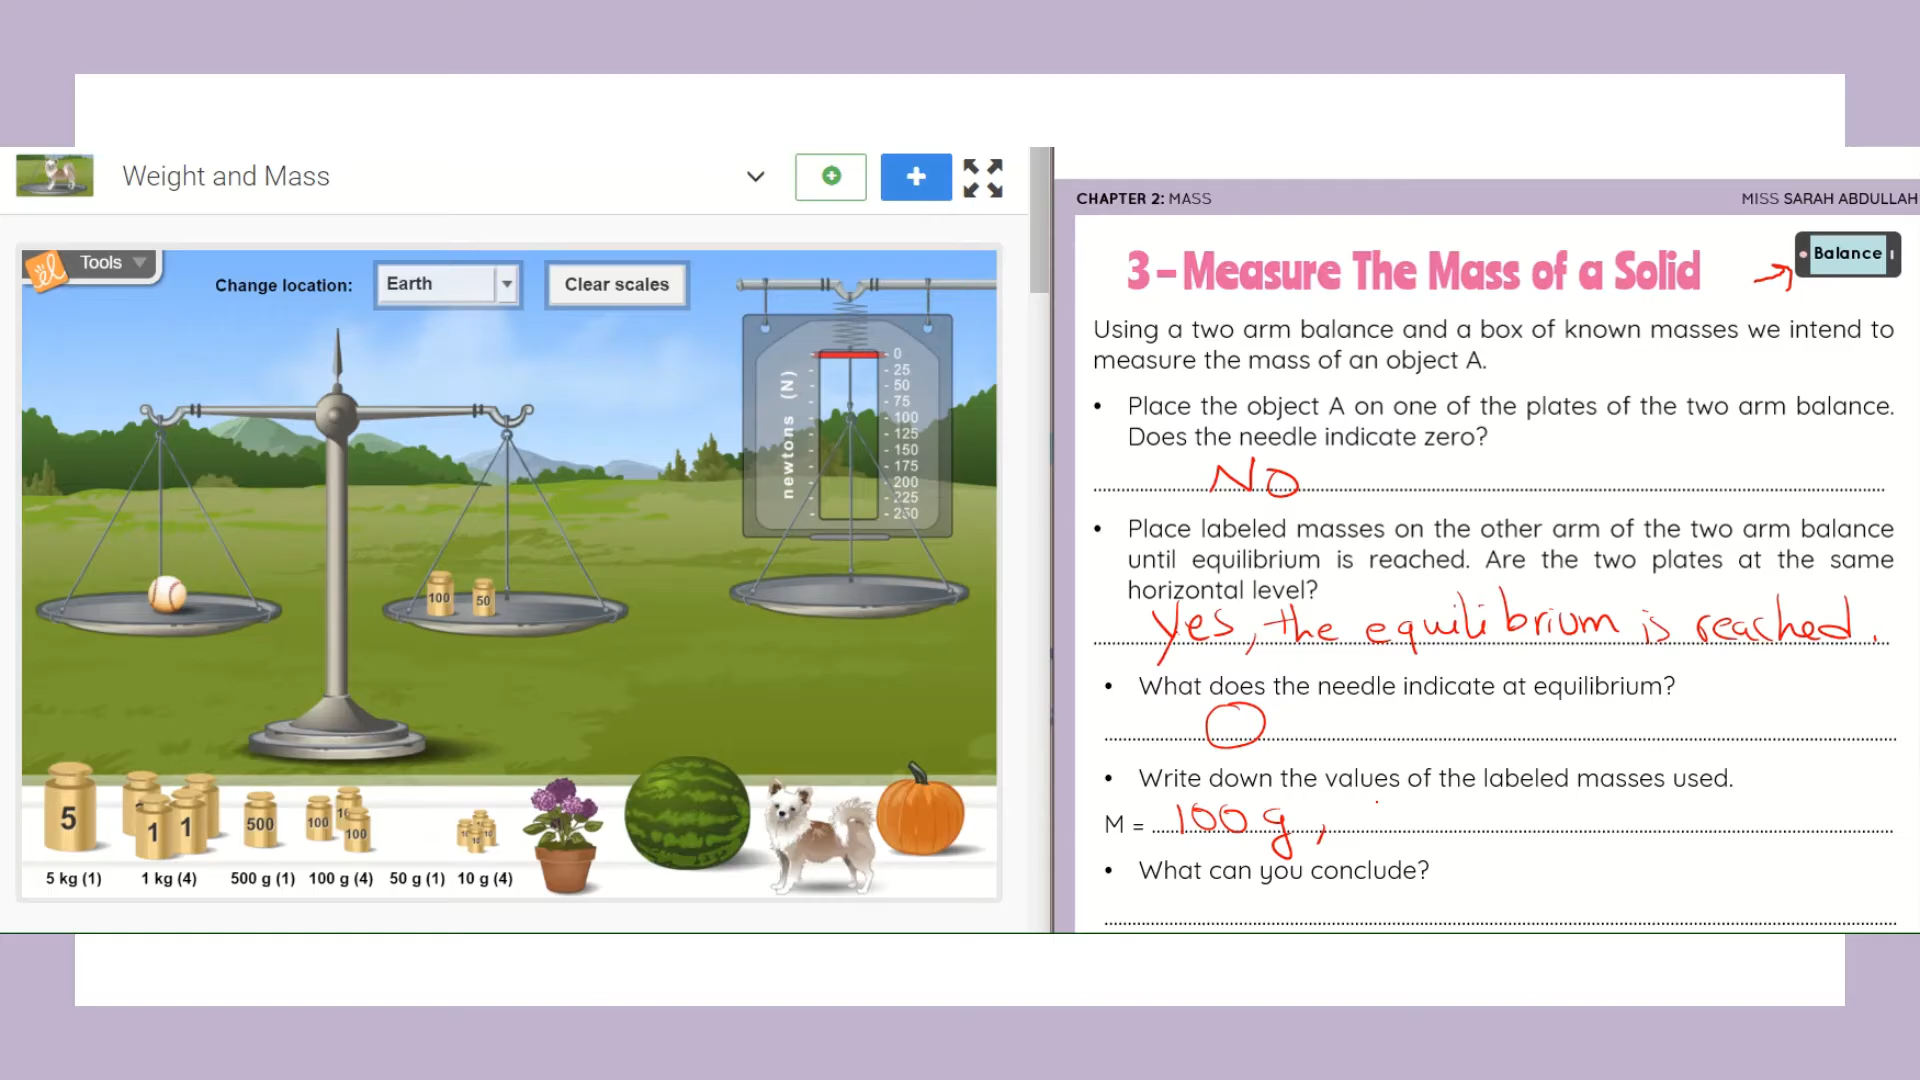 Weight and Mass
Tools
Change location:
Earth
Clear scales
newtons (N)
0
25
50
75
100
125
150
175
200
225
250
100
50
5
1
1
500
100
100
10
5 kg (1)
1 kg (4)
500 g (1)
100 g (4)
50 g (1)
10 g (4)
CHAPTER 2: MASS
MISS SARAH ABDULLAH
3-Measure The Mass of a Solid
Balance
Using a two arm balance and a box of known masses we intend to
measure the mass of an object A.
• Place the object A on one of the plates of the two arm balance.
Does the needle indicate zero?
NO
• Place labeled masses on the other arm of the two arm balance
until equilibrium is reached. Are the two plates at the same
horizontal level?
Yes, the equilibrium is reached.
• What does the needle indicate at equilibrium?
0
• Write down the values of the labeled masses used.
M = 100 g,
• What can you conclude?